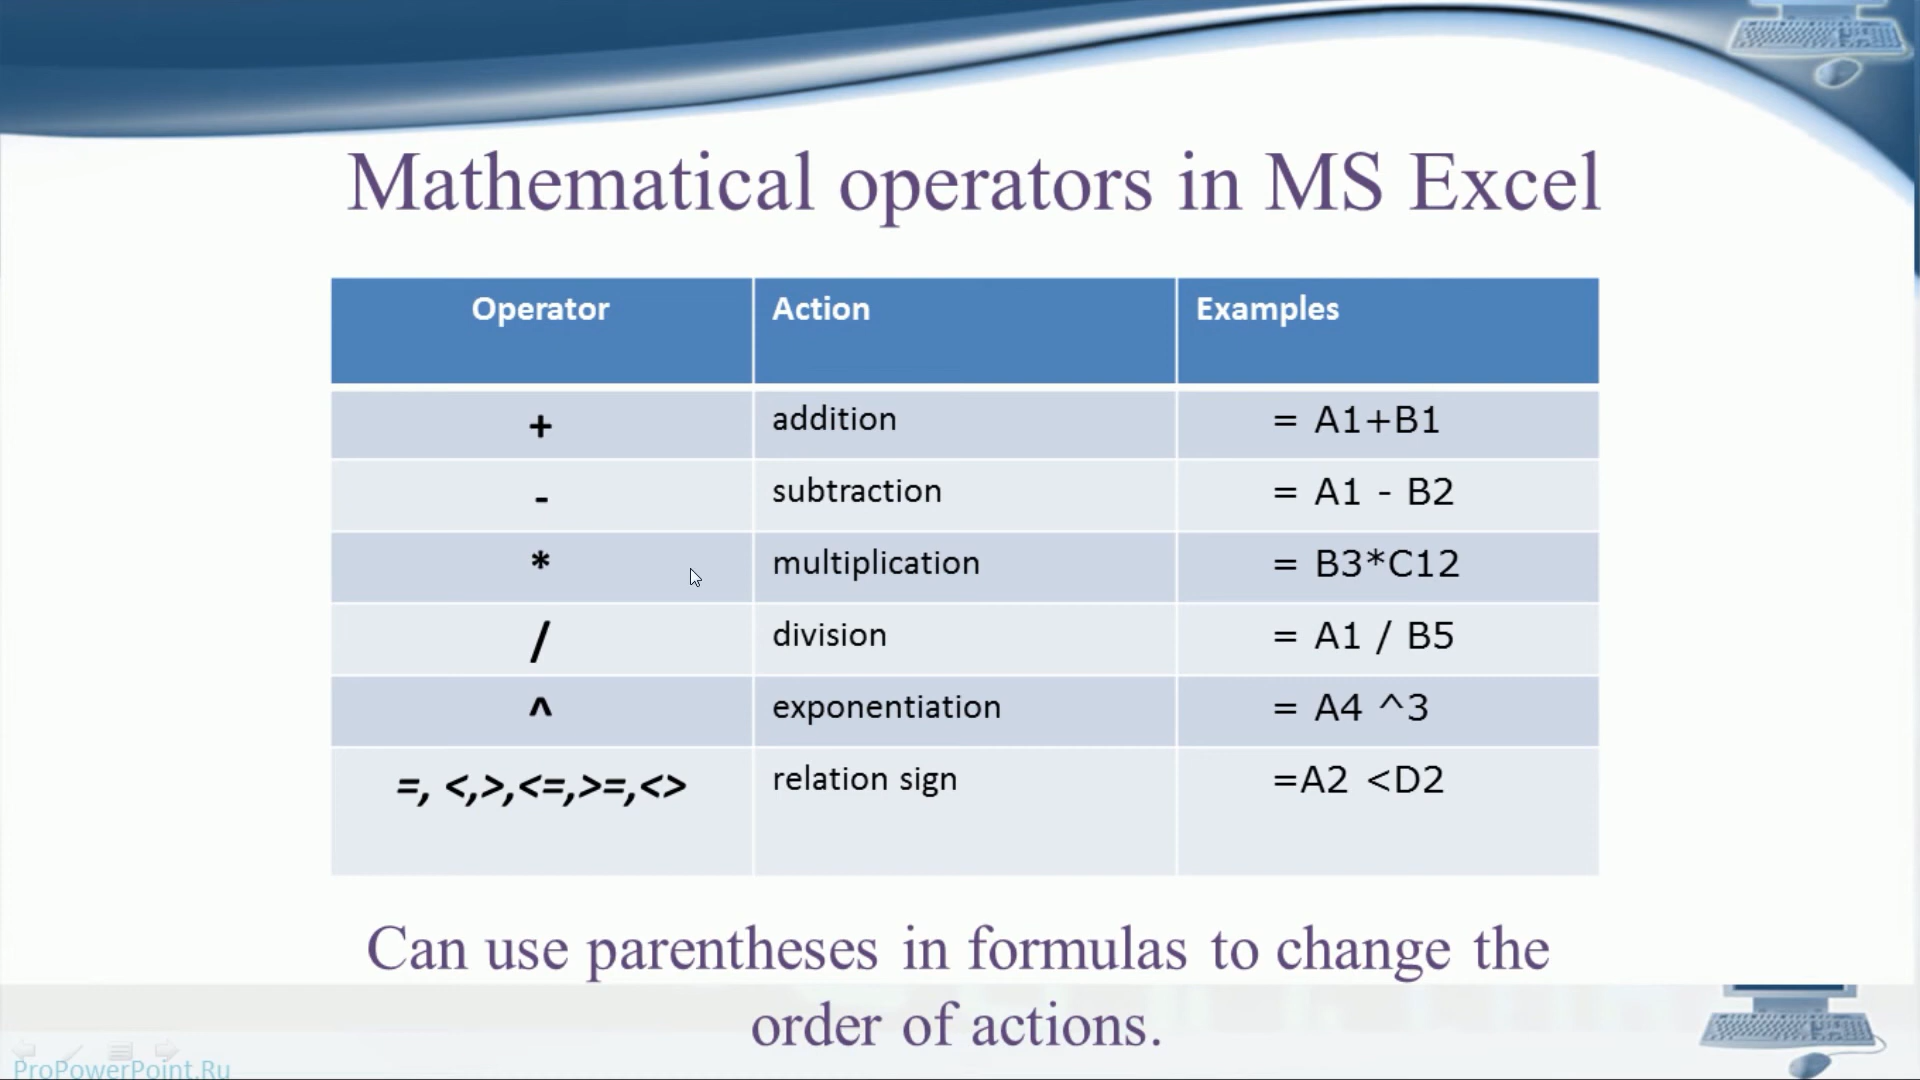 Mathematical operators in MS Excel
Operator Action Examples
+ addition = A1+B1
- subtraction = A1 - B2
* multiplication = B3*C12
/ division = A1 / B5
^ exponentiation = A4 ^3
=, <,>,<=,>=,<> relation sign =A2 <D2
Can use parentheses in formulas to change the
order of actions.
ProPowerPoint.Ru